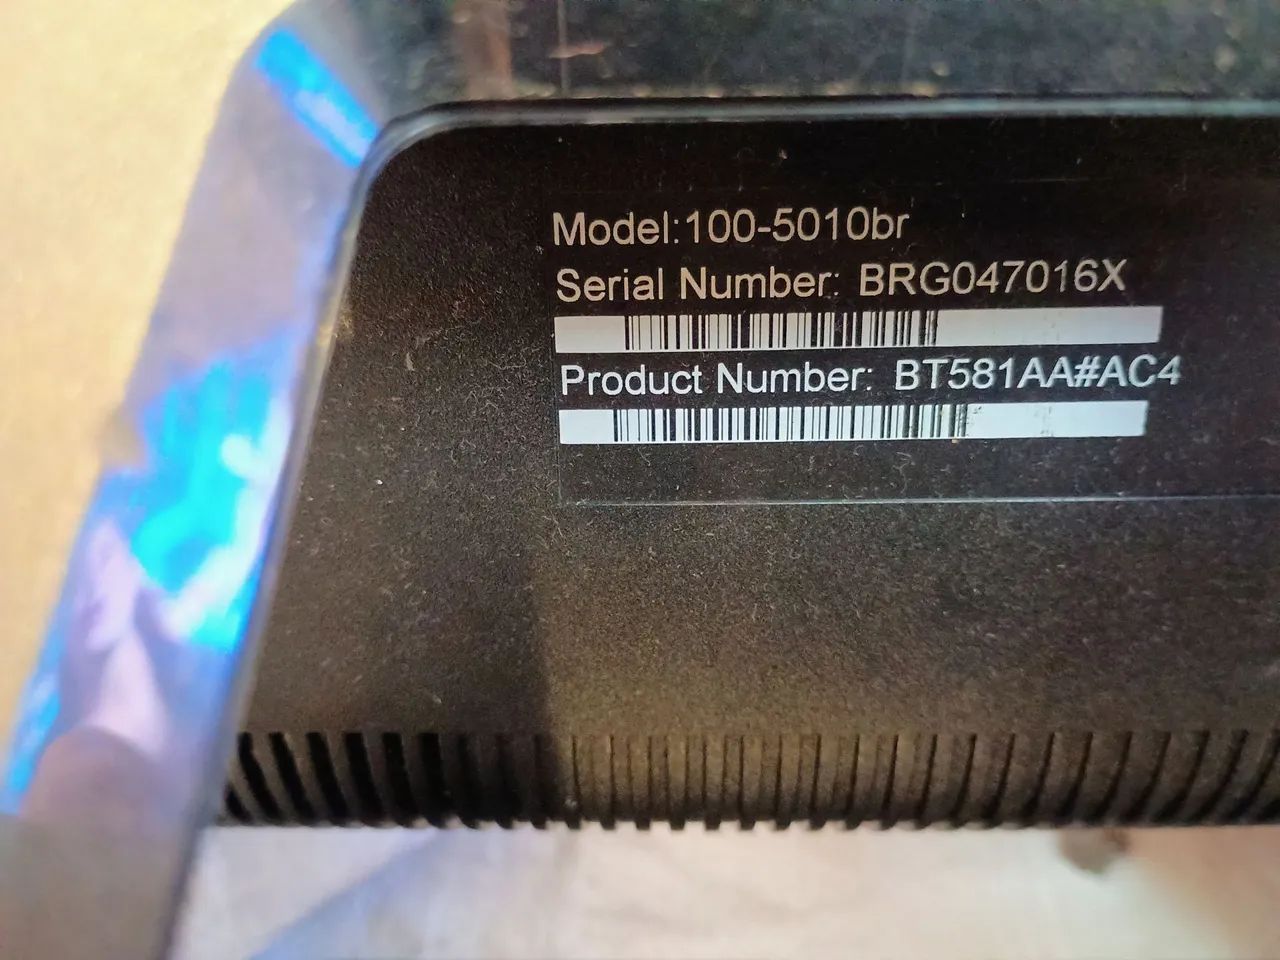 Model:100-5010br
Serial Number: BRG047016X
Product Number: BT581AA#AC4